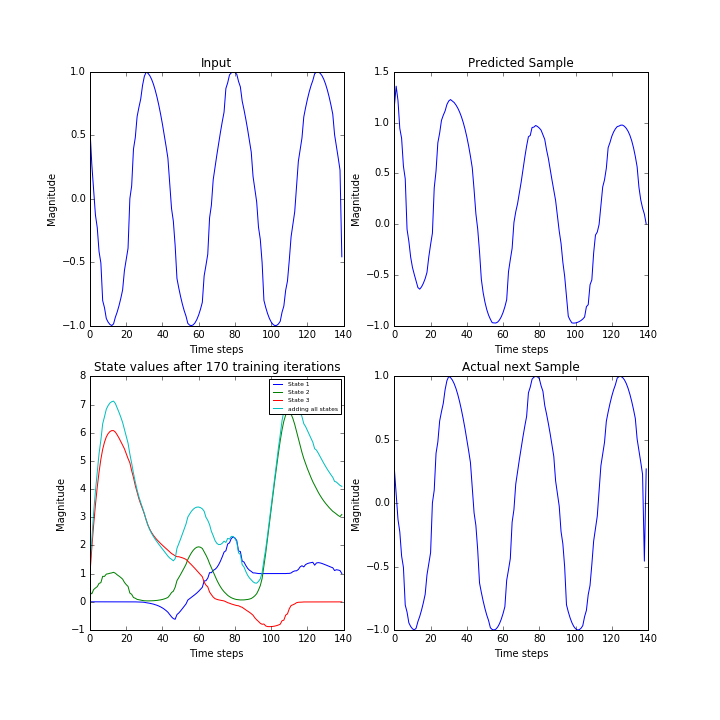 Input
Magnitude
1.0
0.5
0.0
−0.5
−1.0
0 20 40 60 80 100 120 140
Time steps
Predicted Sample
Magnitude
1.5
1.0
0.5
0.0
−0.5
−1.0
0 20 40 60 80 100 120 140
Time steps
State values after 170 training iterations
Magnitude
8
7
6
5
4
3
2
1
0
−1
State 1
State 2
State 3
adding all states
0 20 40 60 80 100 120 140
Time steps
Actual next Sample
Magnitude
1.0
0.5
0.0
−0.5
−1.0
0 20 40 60 80 100 120 140
Time steps